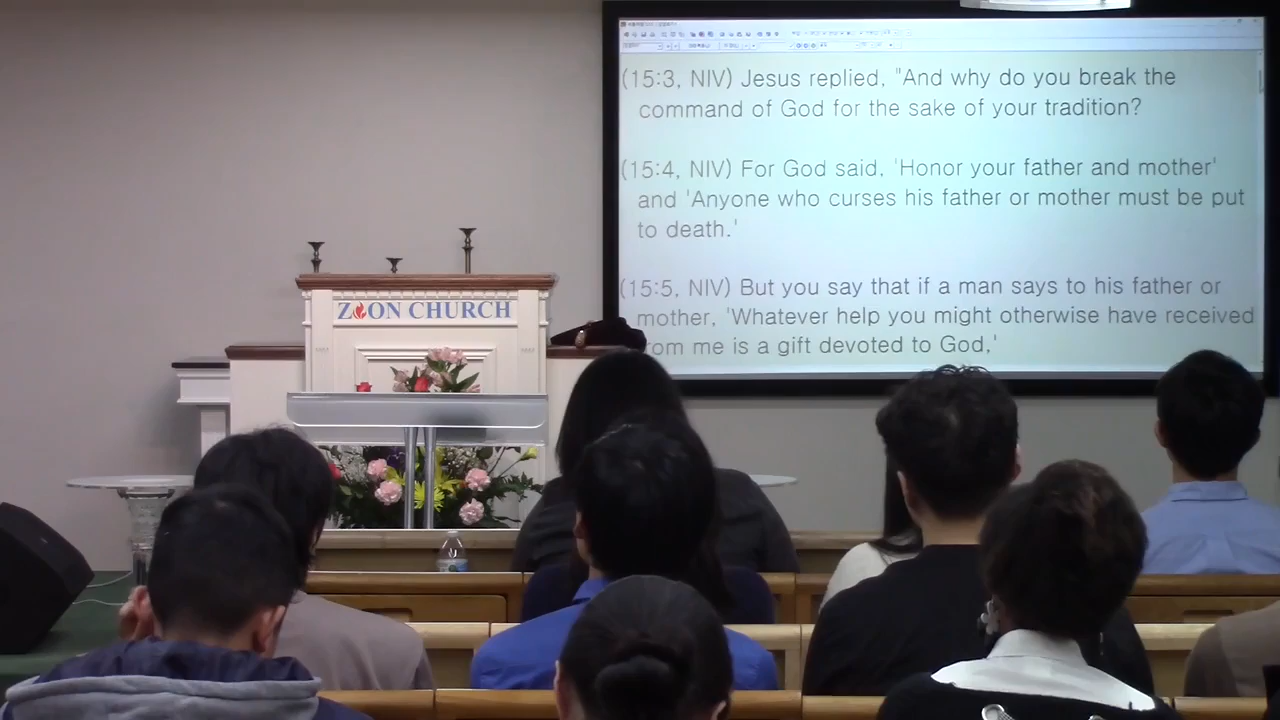 (15:3, NIV) Jesus replied, "And why do you break the
command of God for the sake of your tradition?
(15:4, NIV) For God said, 'Honor your father and mother'
and 'Anyone who curses his father or mother must be put
to death.'
(15:5, NIV) But you say that if a man says to his father or
mother, 'Whatever help you might otherwise have received
from me is a gift devoted to God,'
ZION CHURCH